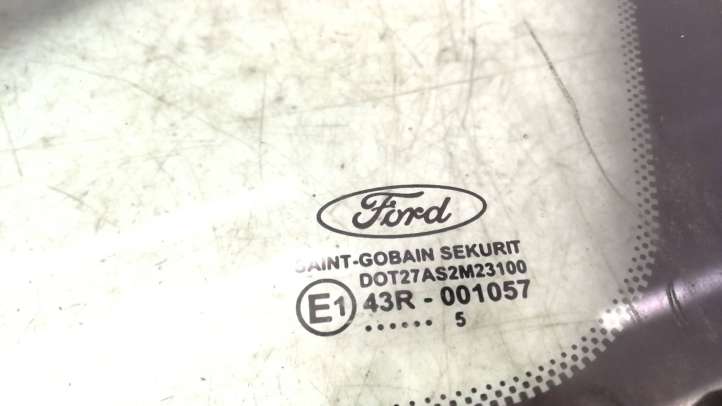 Ford
SAINT-GOBAIN SEKURIT
DOT27AS2M23100
E1 43R - 001057
...... 5